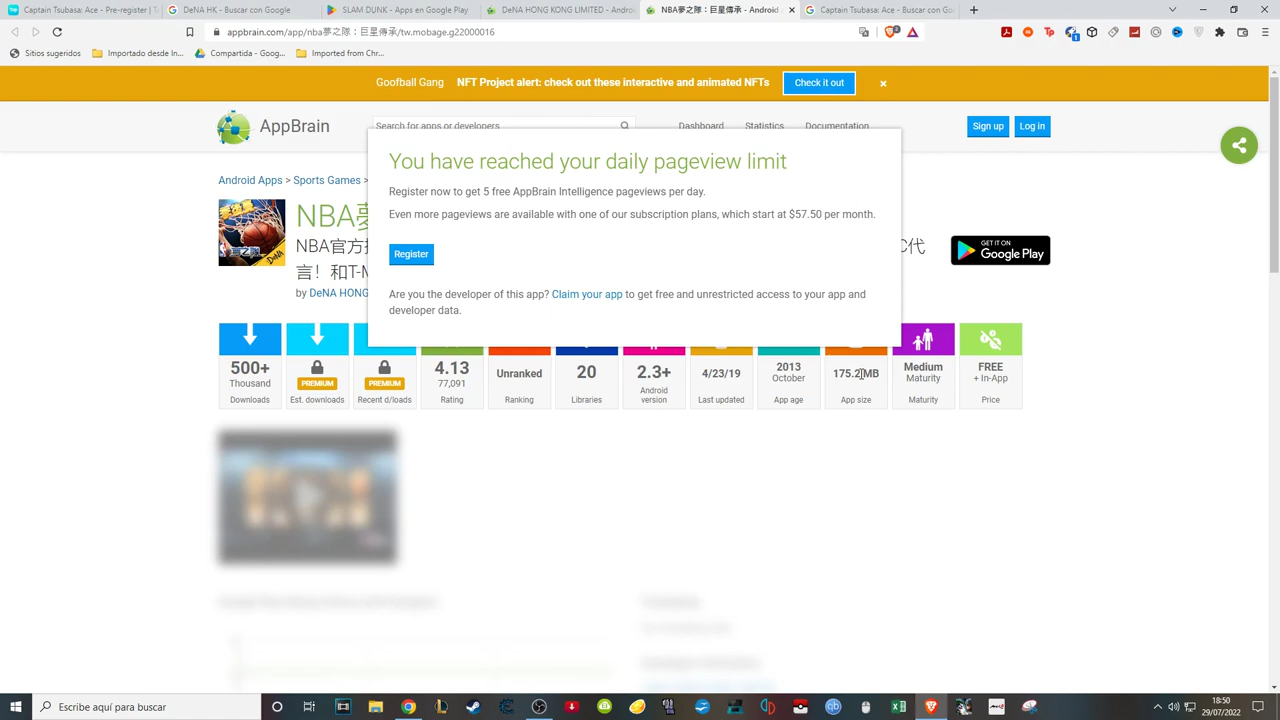 Captain Tsubasa: Ace - Pre-register | T
DeNA HK - Buscar con Google
SLAM DUNK - Apps en Google Play
DeNA HONG KONG LIMITED - Androi
NBA夢之隊：巨星傳承 - Android
Captain Tsubasa: Ace - Buscar con Go
appbrain.com/app/nba夢之隊：巨星傳承/tw.mobage.g22000016
Sitios sugeridos
Importado desde In...
Compartida - Goog...
Imported from Chr...
Goofball Gang
NFT Project alert: check out these interactive and animated NFTs
Check it out
AppBrain
Search for apps or developers
Dashboard
Statistics
Documentation
Sign up
Log in
You have reached your daily pageview limit
Register now to get 5 free AppBrain Intelligence pageviews per day.
Even more pageviews are available with one of our subscription plans, which start at $57.50 per month.
Register
Are you the developer of this app? Claim your app to get free and unrestricted access to your app and
developer data.
Android Apps > Sports Games >
NBA夢
NBA官方
C代
言！和T-M
by DeNA HONG
GET IT ON
Google Play
500+
Thousand
Downloads
PREMIUM
Est. downloads
PREMIUM
Recent d/loads
4.13
77,091
Rating
Unranked
Ranking
20
Libraries
2.3+
Android
version
4/23/19
Last updated
2013
October
App age
175.2MB
App size
Medium
Maturity
Maturity
FREE
+ In-App
Price
Escribe aquí para buscar
18:50
29/07/2022